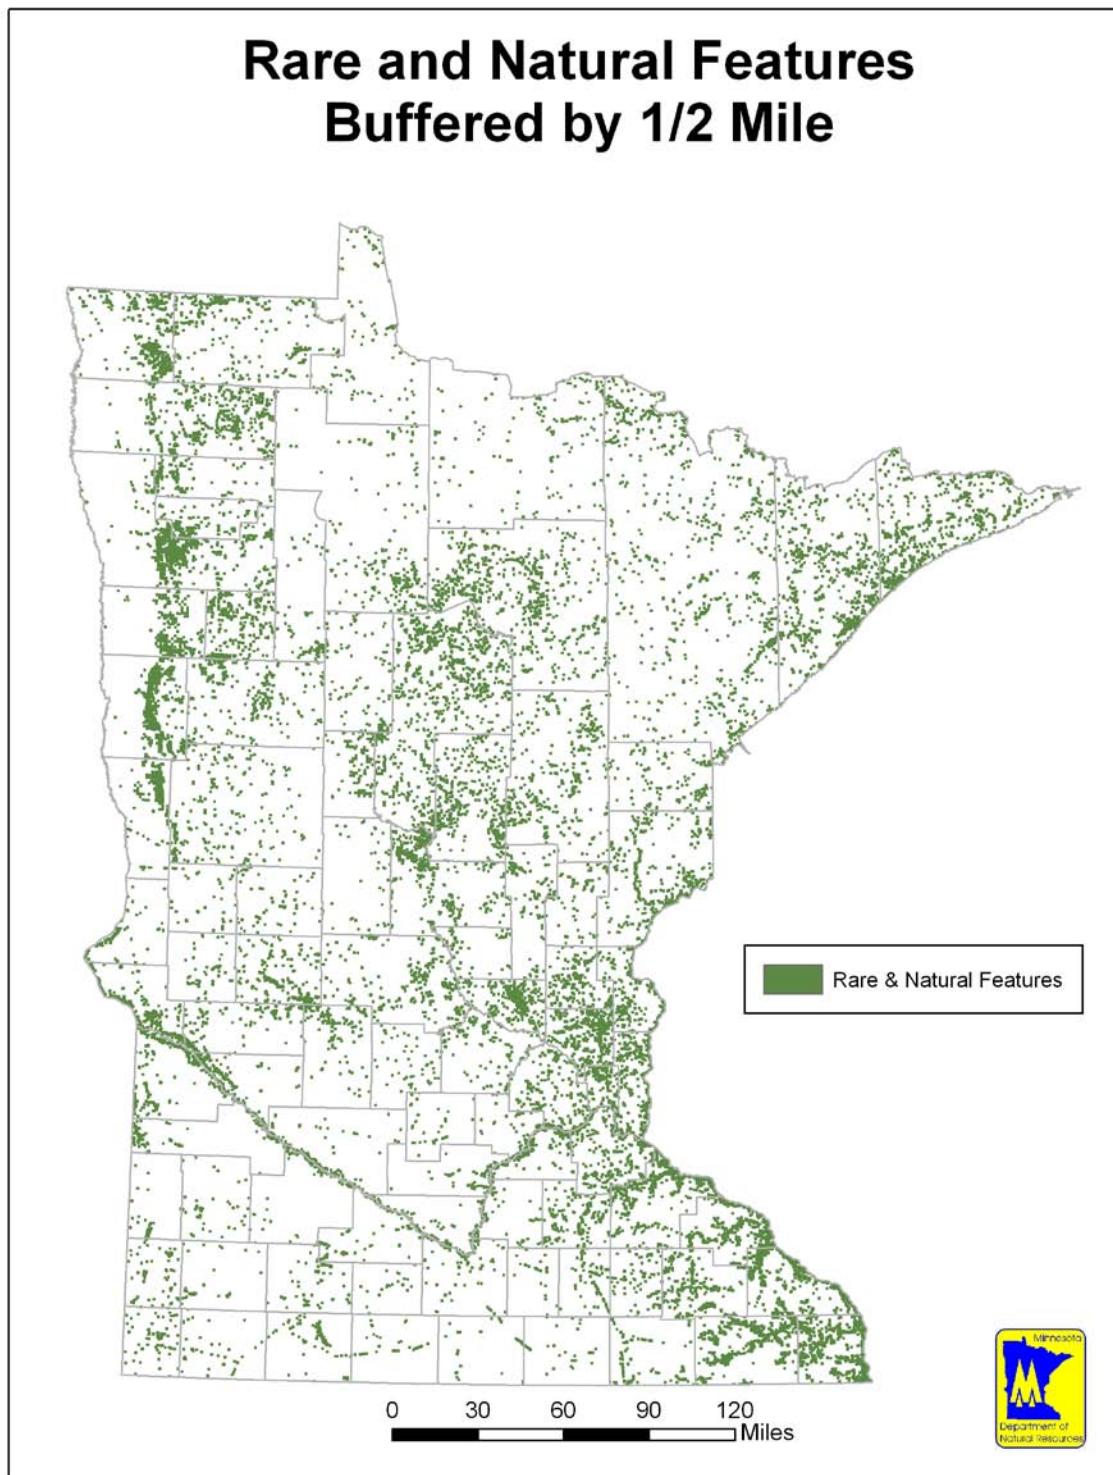 Rare and Natural Features
Buffered by 1/2 Mile
Rare & Natural Features
0 30 60 90 120
Miles
Minnesota
M
Department of
Natural Resources